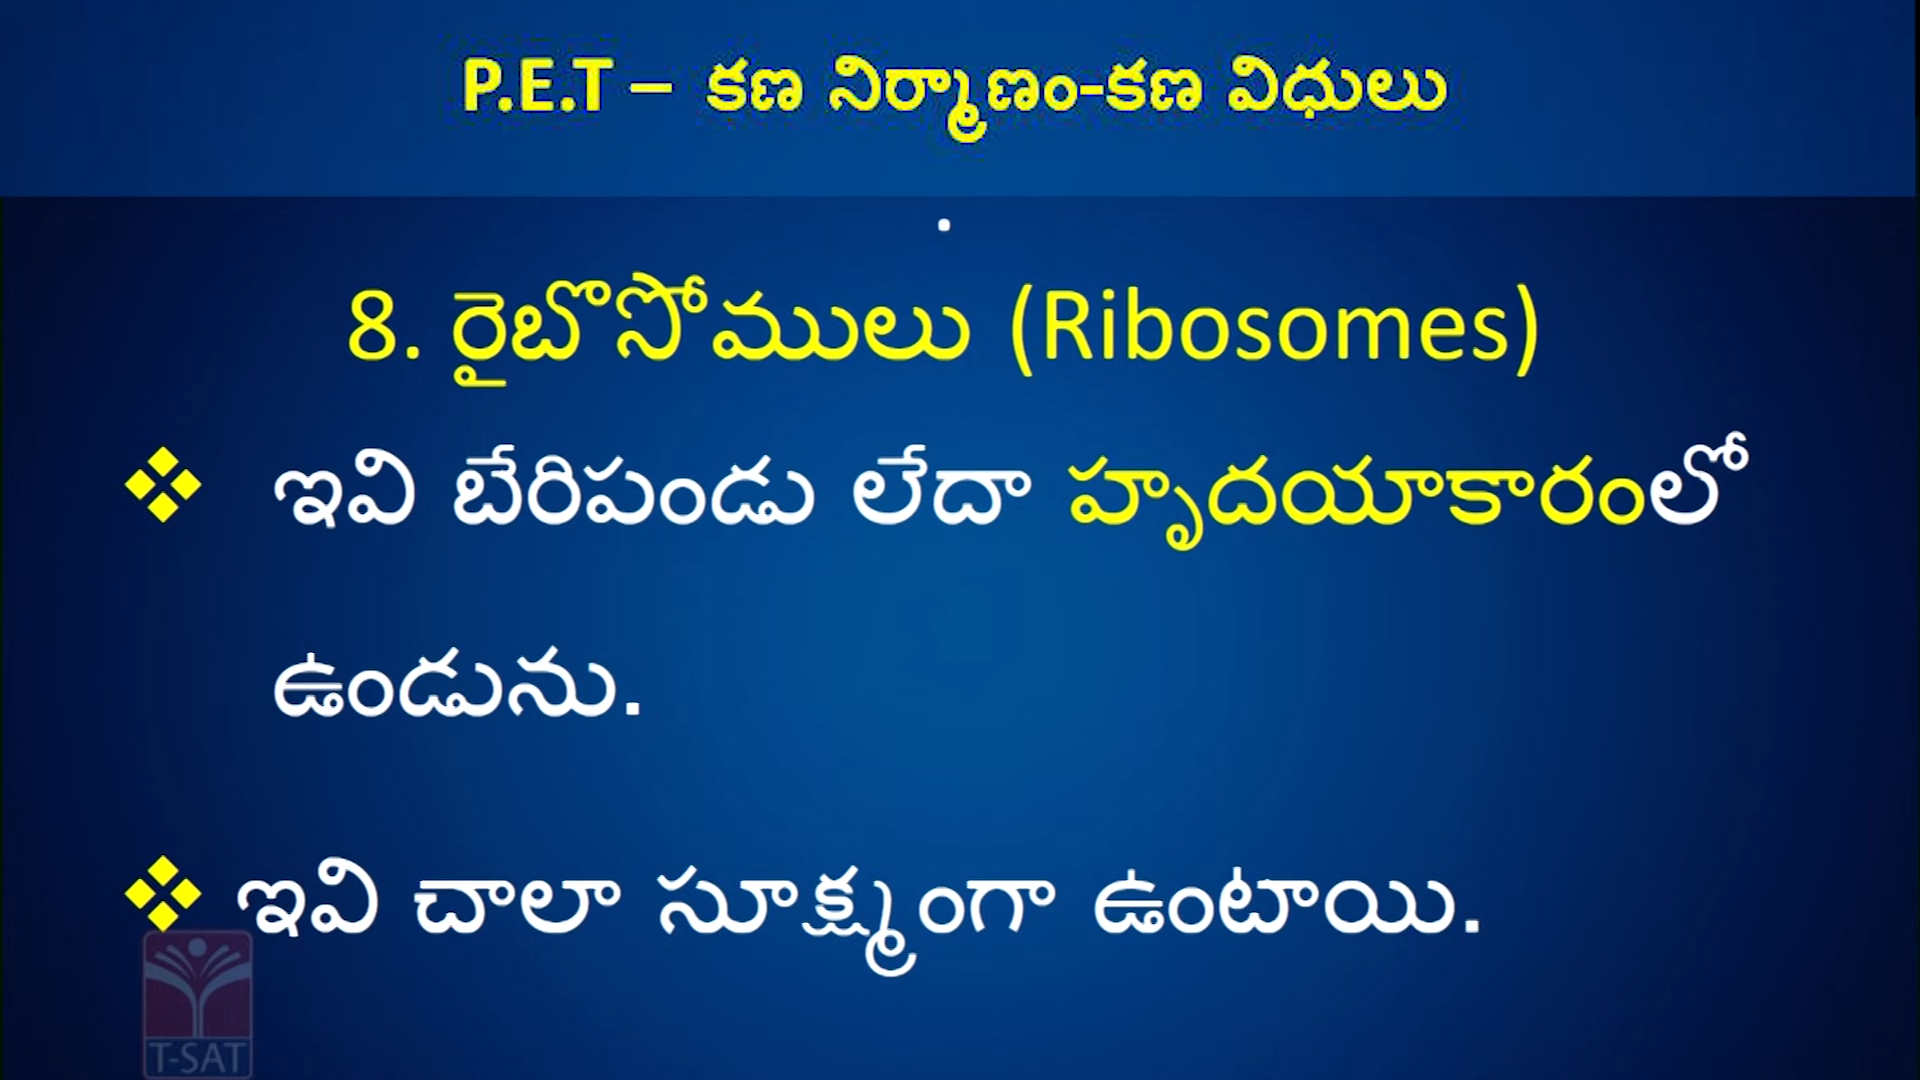 P.E.T – కణ నిర్మాణం-కణ విధులు
.
8. రైబొసోములు (Ribosomes)
❖ ఇవి బేరిపండు లేదా హృదయాకారంలో
ఉండును.
❖ ఇవి చాలా సూక్ష్మంగా ఉంటాయి.
T-SAT